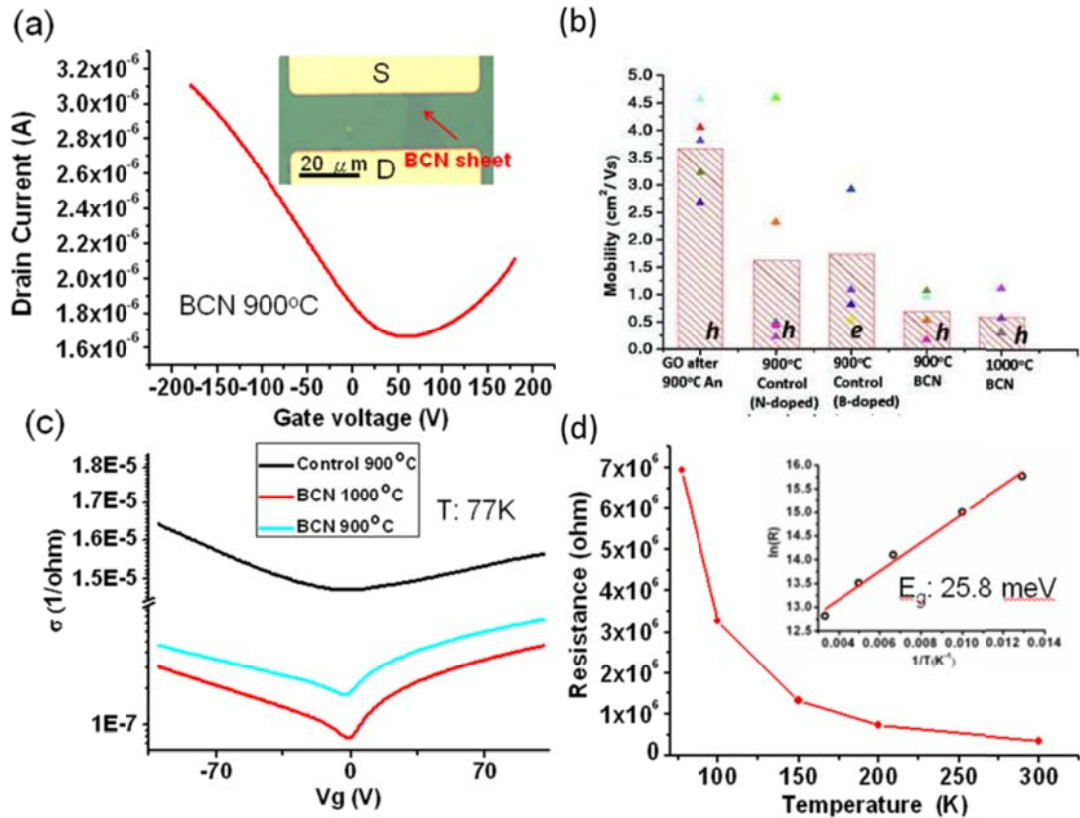 (a)
3.2x10⁻⁶
3.0x10⁻⁶
2.8x10⁻⁶
2.6x10⁻⁶
2.4x10⁻⁶
2.2x10⁻⁶
2.0x10⁻⁶
1.8x10⁻⁶
1.6x10⁻⁶
Drain Current (A)
S
BCN sheet
20 μm D
BCN 900°C
-200-150-100 -50 0 50 100 150 200
Gate voltage (V)
(b)
5.0
4.5
4.0
3.5
3.0
2.5
2.0
1.5
1.0
0.5
0.0
Mobility (cm²/Vs)
h h e h h
GO after 900°C An
900°C Control (N-doped)
900°C Control (B-doped)
900°C BCN
1000°C BCN
(c)
1.8E-5
1.7E-5
1.6E-5
1.5E-5
1E-7
σ (1/ohm)
Control 900°C
BCN 1000°C
BCN 900°C
T: 77K
-70 0 70
Vg (V)
(d)
7x10⁶
6x10⁶
5x10⁶
4x10⁶
3x10⁶
2x10⁶
1x10⁶
0
Resistance (ohm)
16.0
15.5
15.0
14.5
14.0
13.5
13.0
12.5
ln(R)
Eg: 25.8 meV
0.004 0.006 0.008 0.010 0.012 0.014
1/T(K⁻¹)
100 150 200 250 300
Temperature (K)